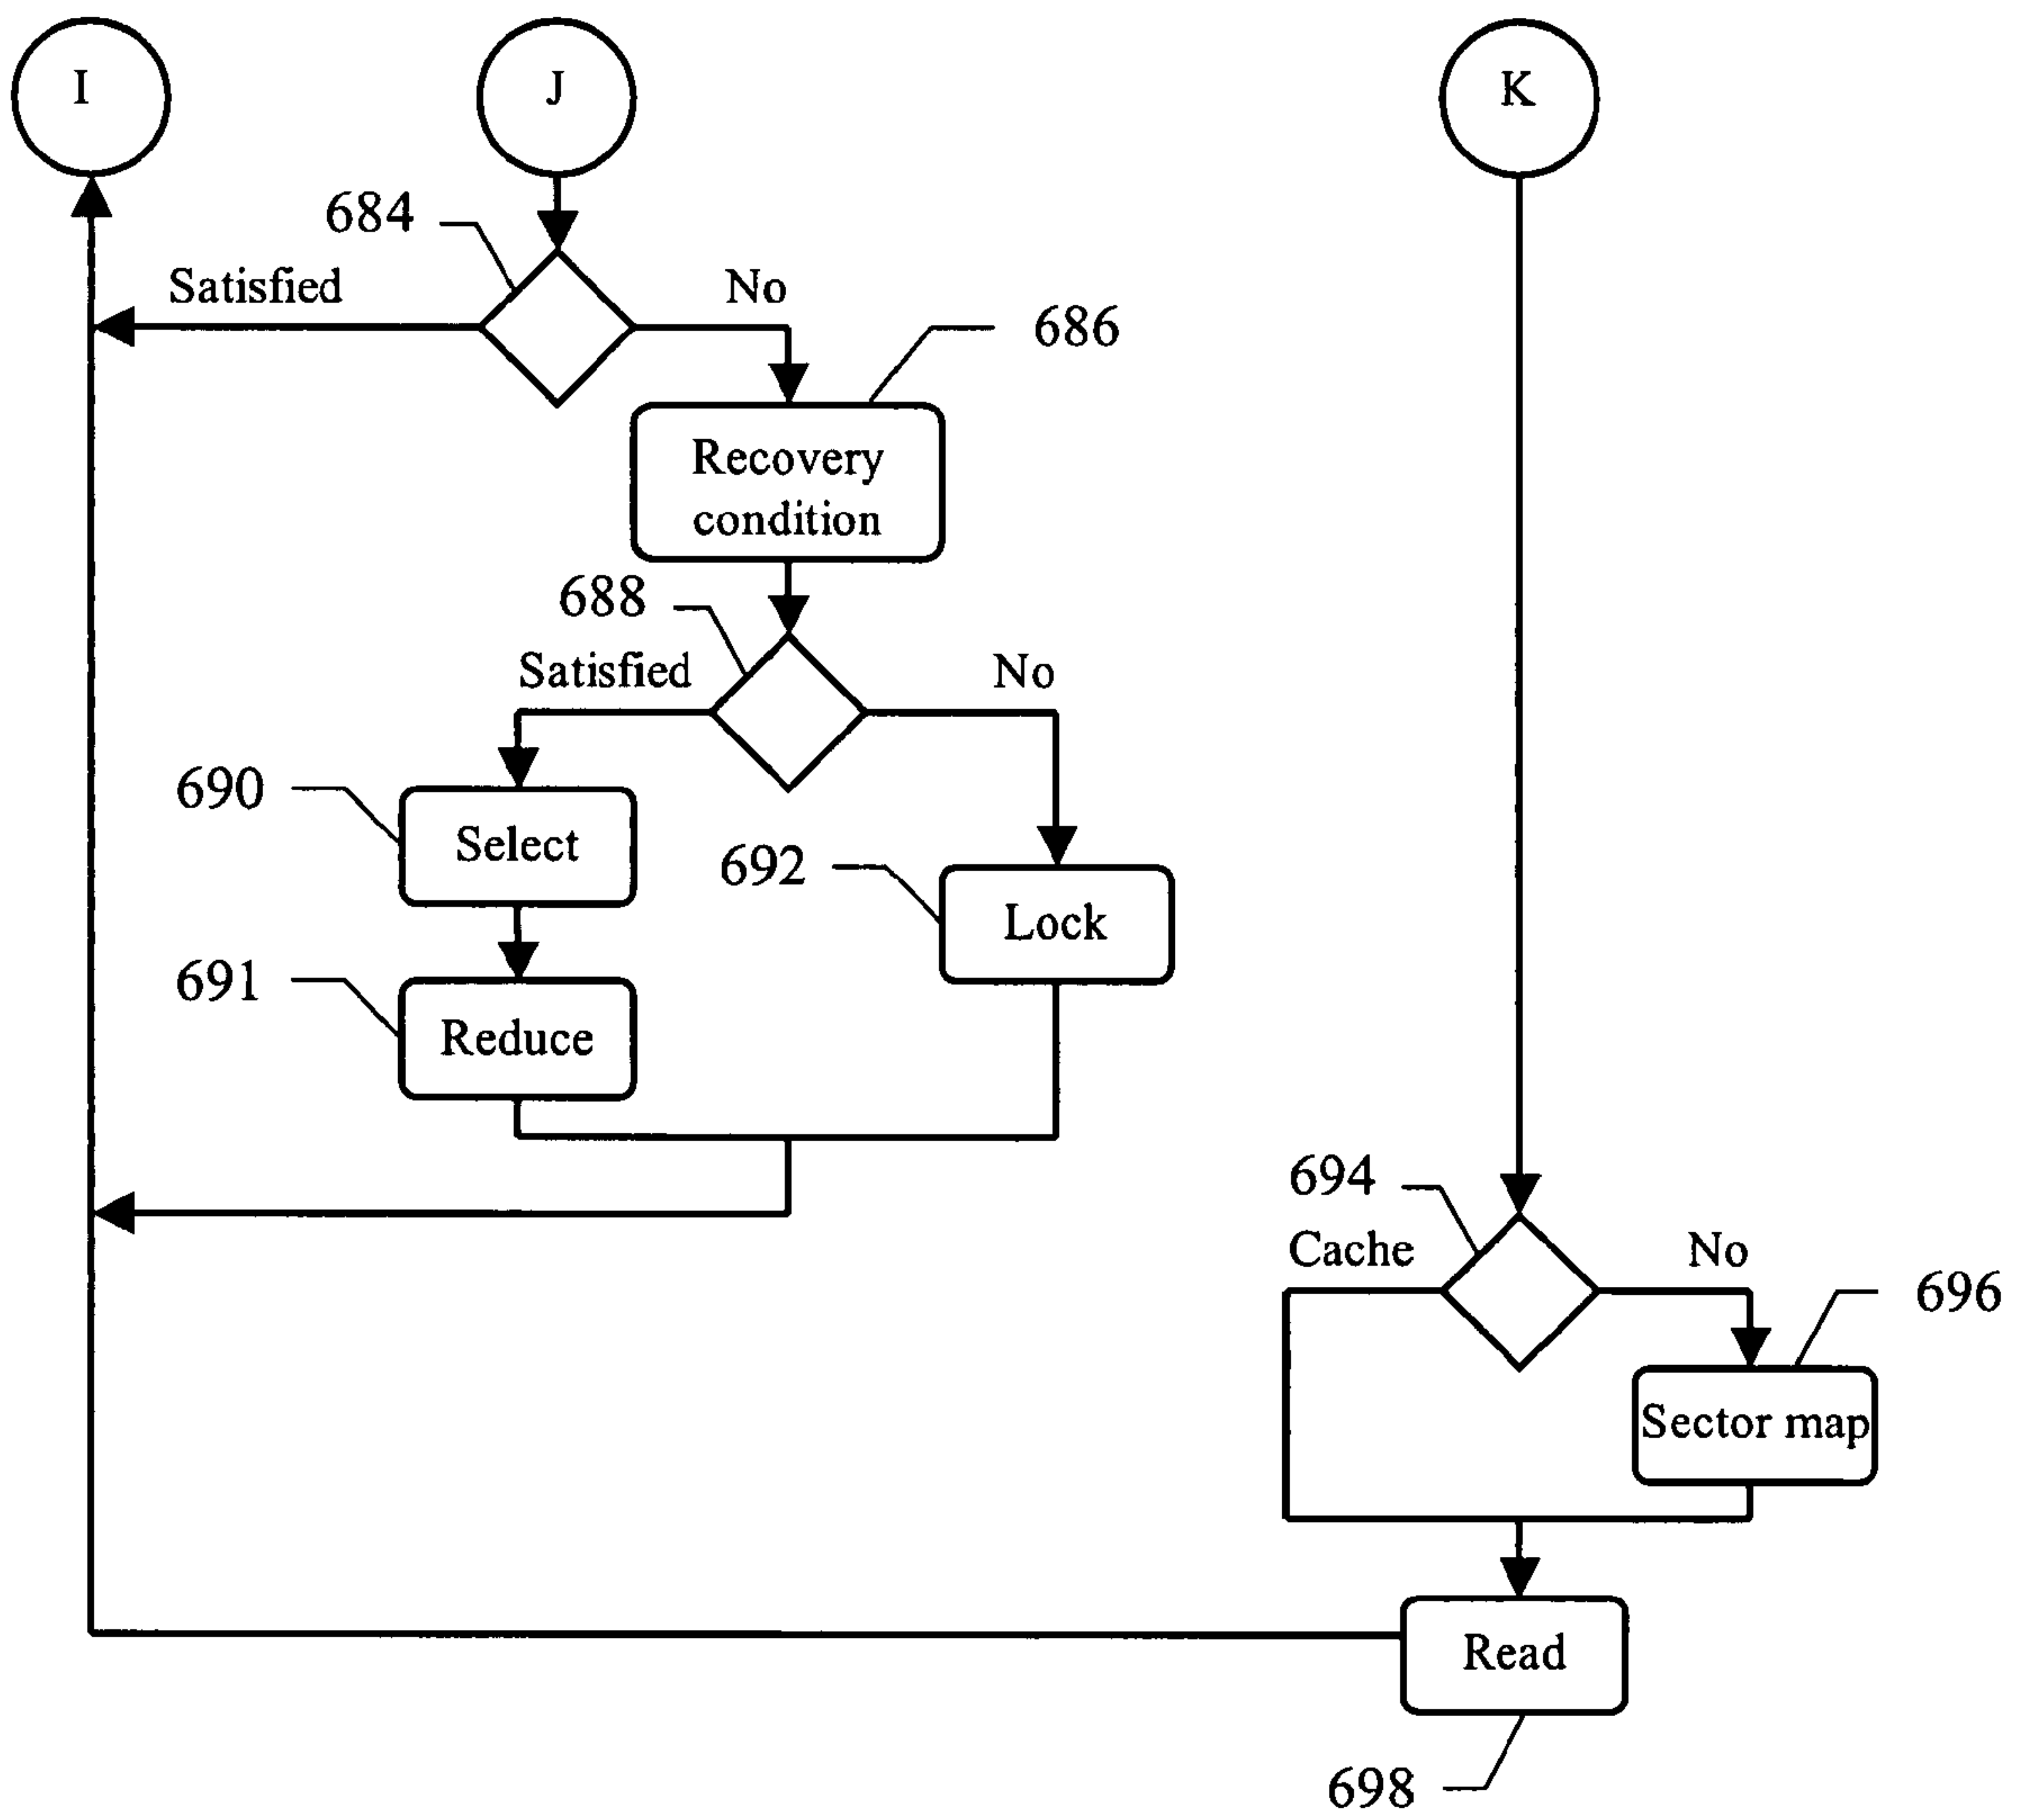 I
J
K
684
Satisfied
No
686
Recovery
condition
688
Satisfied
No
690
Select
692
Lock
691
Reduce
694
Cache
No
696
Sector map
Read
698